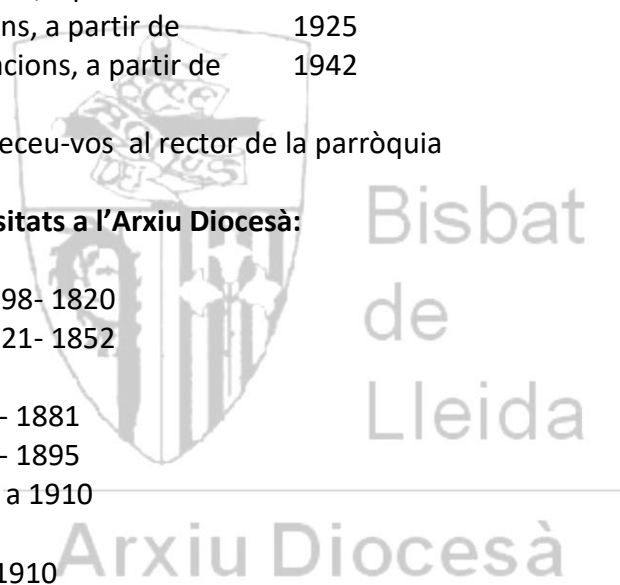 ns, a partir de 1925
acions, a partir de 1942
eceu-vos al rector de la parròquia
sitats a l'Arxiu Diocesà:
98- 1820
21- 1852
- 1881
- 1895
a 1910
1910
Bisbat
de
Lleida
Arxiu Diocesà